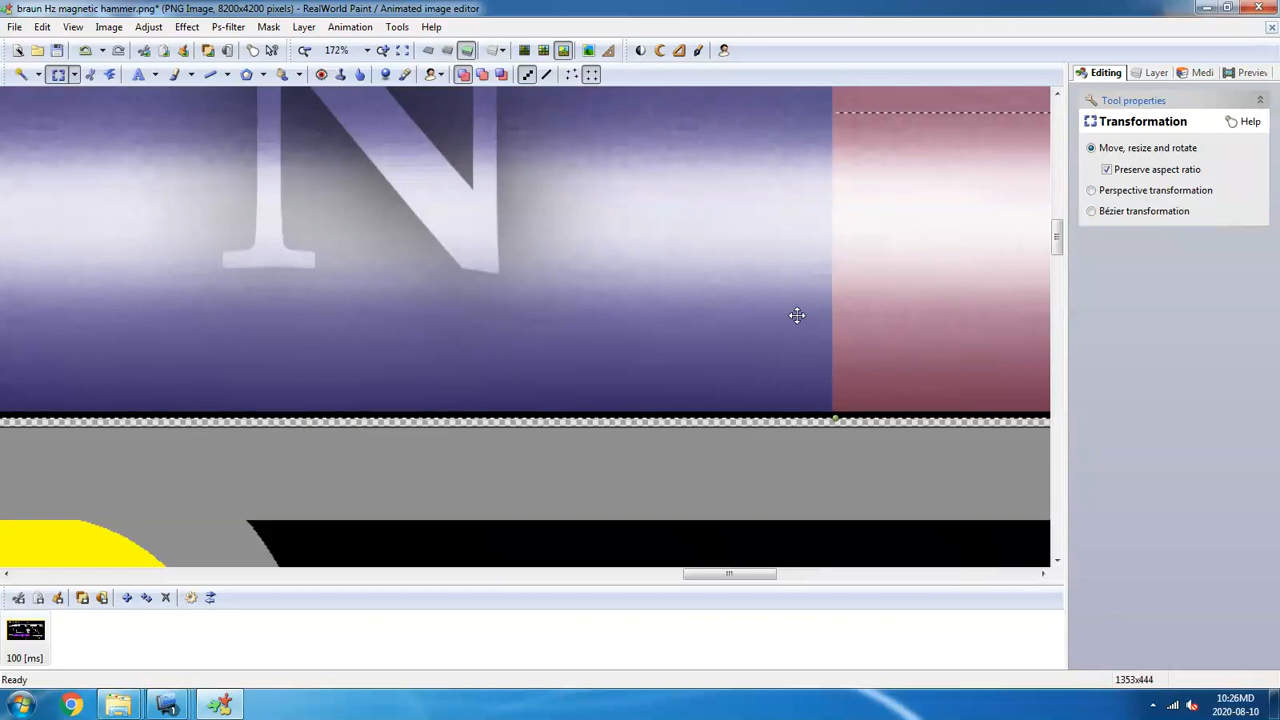 braun Hz magnetic hammer.png* (PNG Image, 8200x4200 pixels) - RealWorld Paint / Animated image editor
File Edit View Image Adjust Effect Ps-filter Mask Layer Animation Tools Help
172%
Editing Layer Medi Preview
Tool properties
Transformation Help
Move, resize and rotate
Preserve aspect ratio
Perspective transformation
Bézier transformation
N
100 [ms]
Ready 1353x444
10:26MD
2020-08-10